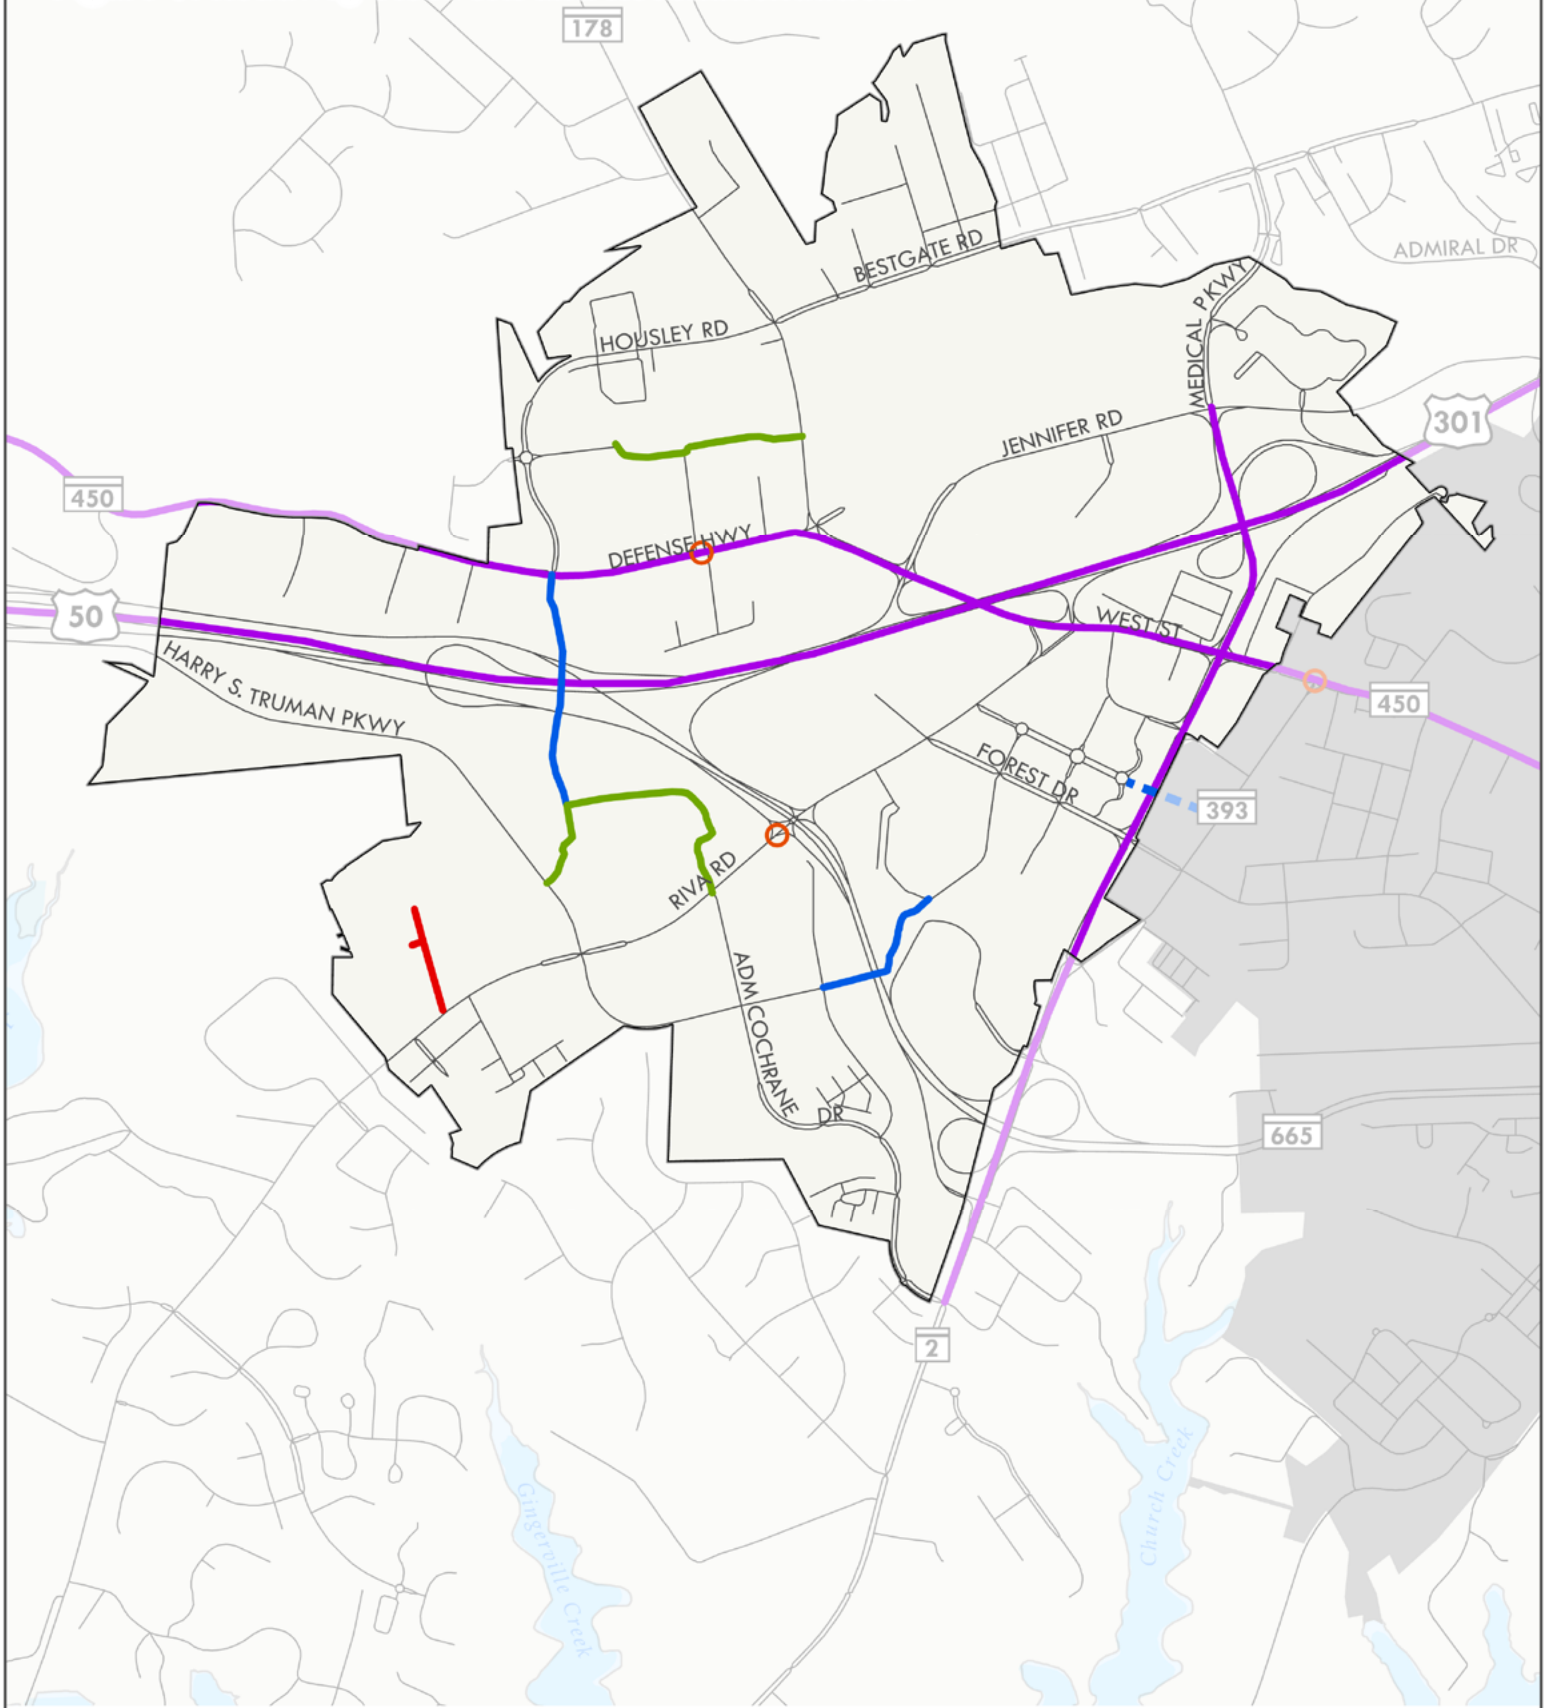 178
BESTGATE RD
ADMIRAL DR
MEDICAL PKWY
HOUSLEY RD
301
JENNIFER RD
450
DEFENSE HWY
50
WEST ST
HARRY S. TRUMAN PKWY
450
FOREST DR
393
RIVA RD
ADM COCHRANE DR
665
2
Church Creek
Gingerville Creek